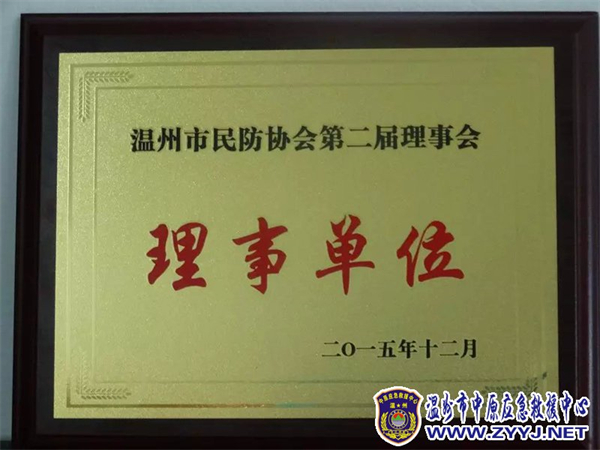 温州市民防协会第二届理事会
理事单位
二〇一五年十二月
温州市中原应急救援中心
WWW.ZYYJ.NET